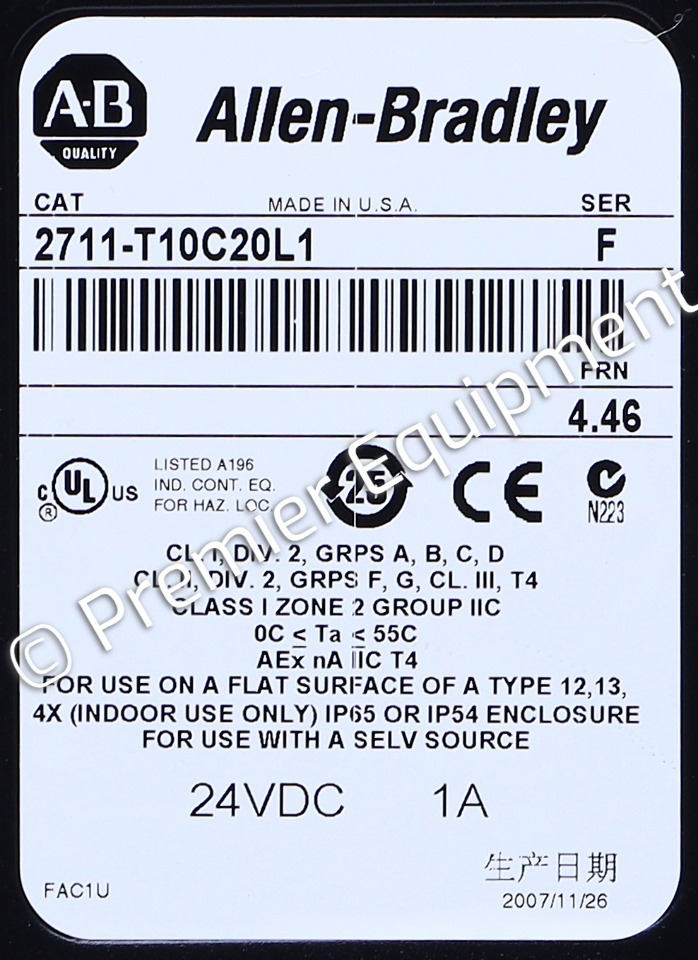 A-B
QUALITY
Allen-Bradley
CAT MADE IN U.S.A. SER
2711-T10C20L1 F
FRN
4.46
C UL US
®
LISTED A196
IND. CONT. EQ.
FOR HAZ. LOC.
25
CE
N223
CL. I, DIV. 2, GRPS A, B, C, D
CL. II, DIV. 2, GRPS F, G, CL. III, T4
CLASS I ZONE 2 GROUP IIC
0C ≤ Ta ≤ 55C
AEx nA IIC T4
FOR USE ON A FLAT SURFACE OF A TYPE 12,13,
4X (INDOOR USE ONLY) IP65 OR IP54 ENCLOSURE
FOR USE WITH A SELV SOURCE
24VDC 1A
生产日期
FAC1U
2007/11/26
© Premier Equipment